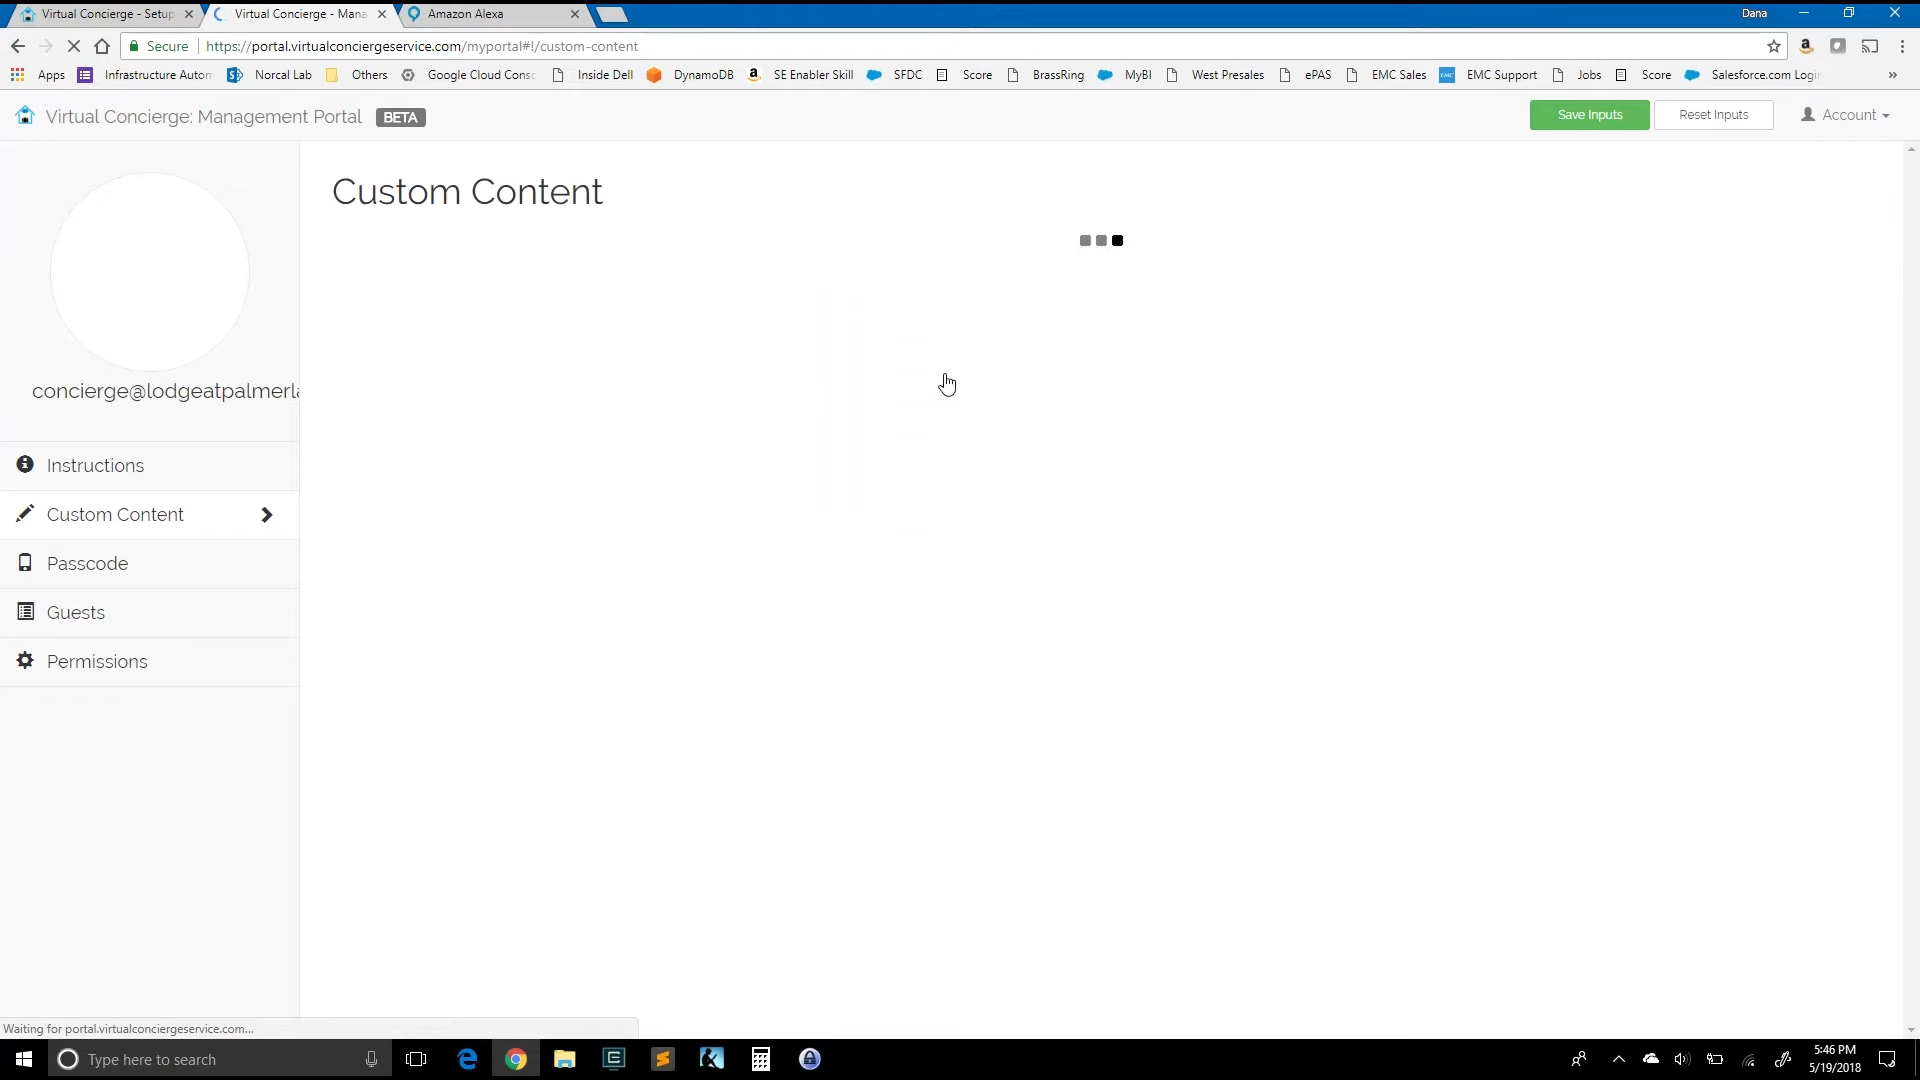 Virtual Concierge - Setup
Virtual Concierge - Mana
Amazon Alexa
Dana
Secure
https://portal.virtualconciergeservice.com/myportal#!/custom-content
Apps
Infrastructure Autom
Norcal Lab
Others
Google Cloud Conso
Inside Dell
DynamoDB
SE Enabler Skill
SFDC
Score
BrassRing
MyBI
West Presales
ePAS
EMC Sales
EMC Support
Jobs
Score
Salesforce.com Login
»
Virtual Concierge: Management Portal
BETA
Save Inputs
Reset Inputs
Account
Custom Content
concierge@lodgeatpalmerla
Instructions
Custom Content
Passcode
Guests
Permissions
Waiting for portal.virtualconciergeservice.com...
Type here to search
5:46 PM
5/19/2018